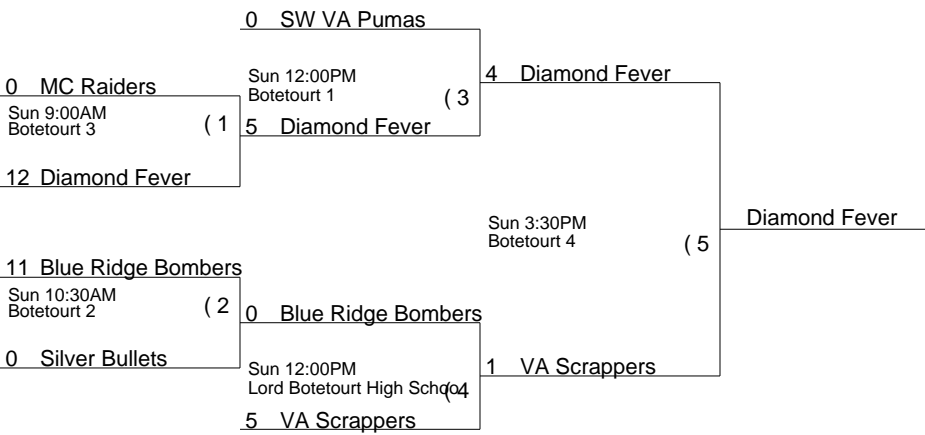 0 SW VA Pumas
Sun 12:00PM
Botetourt 1
( 3
4 Diamond Fever
0 MC Raiders
Sun 9:00AM
Botetourt 3
( 1
5 Diamond Fever
12 Diamond Fever
Sun 3:30PM
Botetourt 4
( 5
Diamond Fever
11 Blue Ridge Bombers
Sun 10:30AM
Botetourt 2
( 2
0 Blue Ridge Bombers
0 Silver Bullets
Sun 12:00PM
Lord Botetourt High Schoo
( 4
1 VA Scrappers
5 VA Scrappers